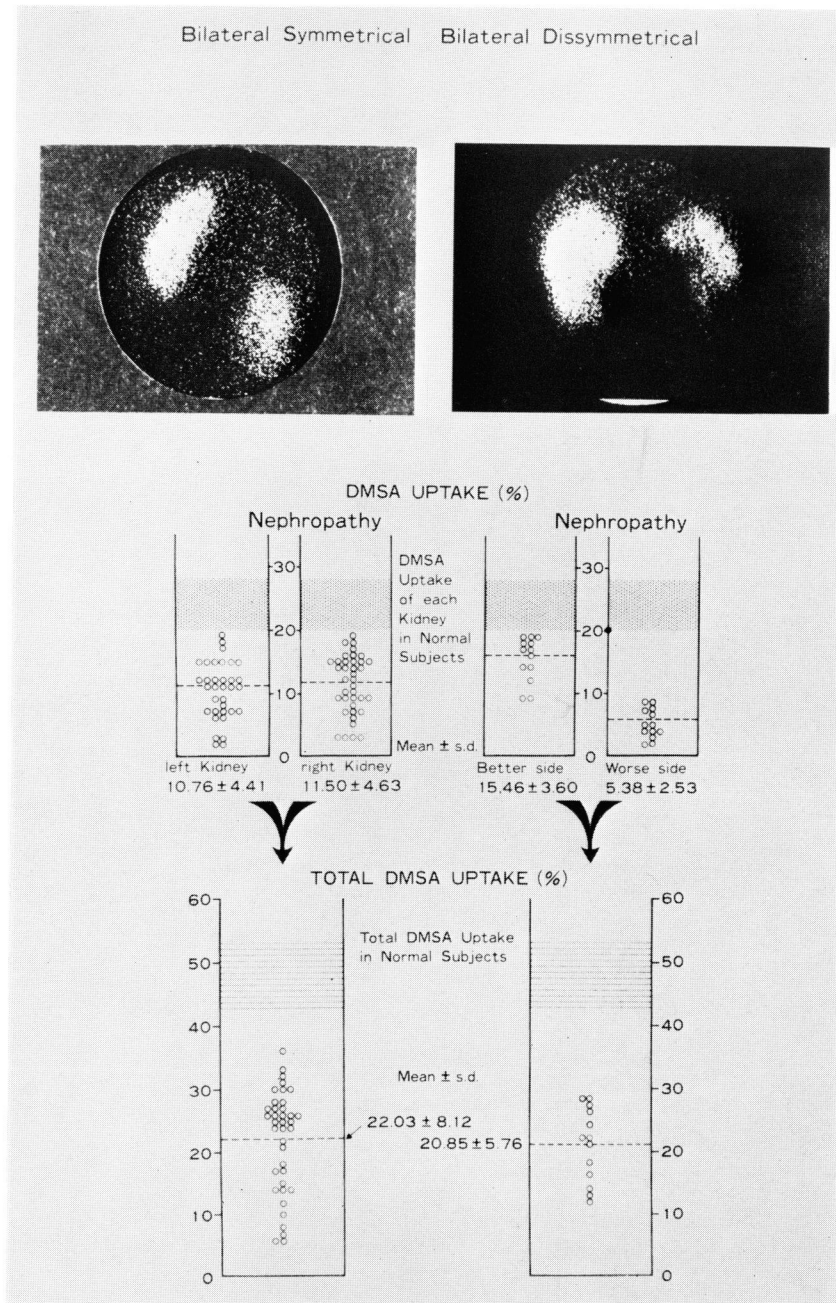 Bilateral Symmetrical Bilateral Dissymmetrical
DMSA UPTAKE (%)
Nephropathy
Nephropathy
30
20
10
0
DMSA
Uptake
of each
Kidney
in Normal
Subjects
Mean ± s.d.
30
20
10
0
left Kidney
10.76 ± 4.41
right Kidney
11.50 ± 4.63
Better side
15.46 ± 3.60
Worse side
5.38 ± 2.53
TOTAL DMSA UPTAKE (%)
60
50
40
30
20
10
0
Total DMSA Uptake
in Normal Subjects
Mean ± s.d.
22.03 ± 8.12
20.85 ± 5.76
60
50
40
30
20
10
0